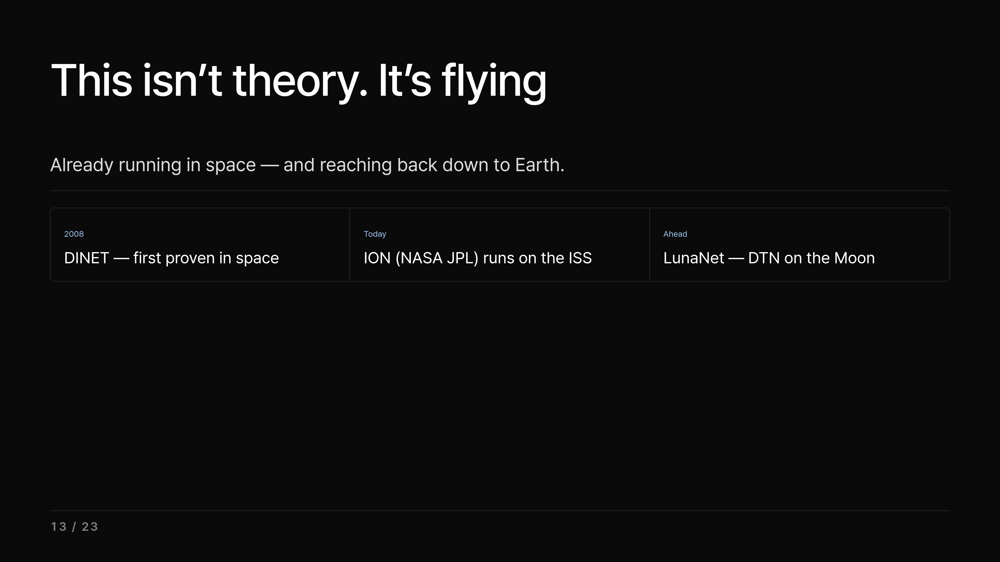 This isn’t theory. It’s flying
Already running in space — and reaching back down to Earth.
2008
DINET — first proven in space
Today
ION (NASA JPL) runs on the ISS
Ahead
LunaNet — DTN on the Moon
13 / 23